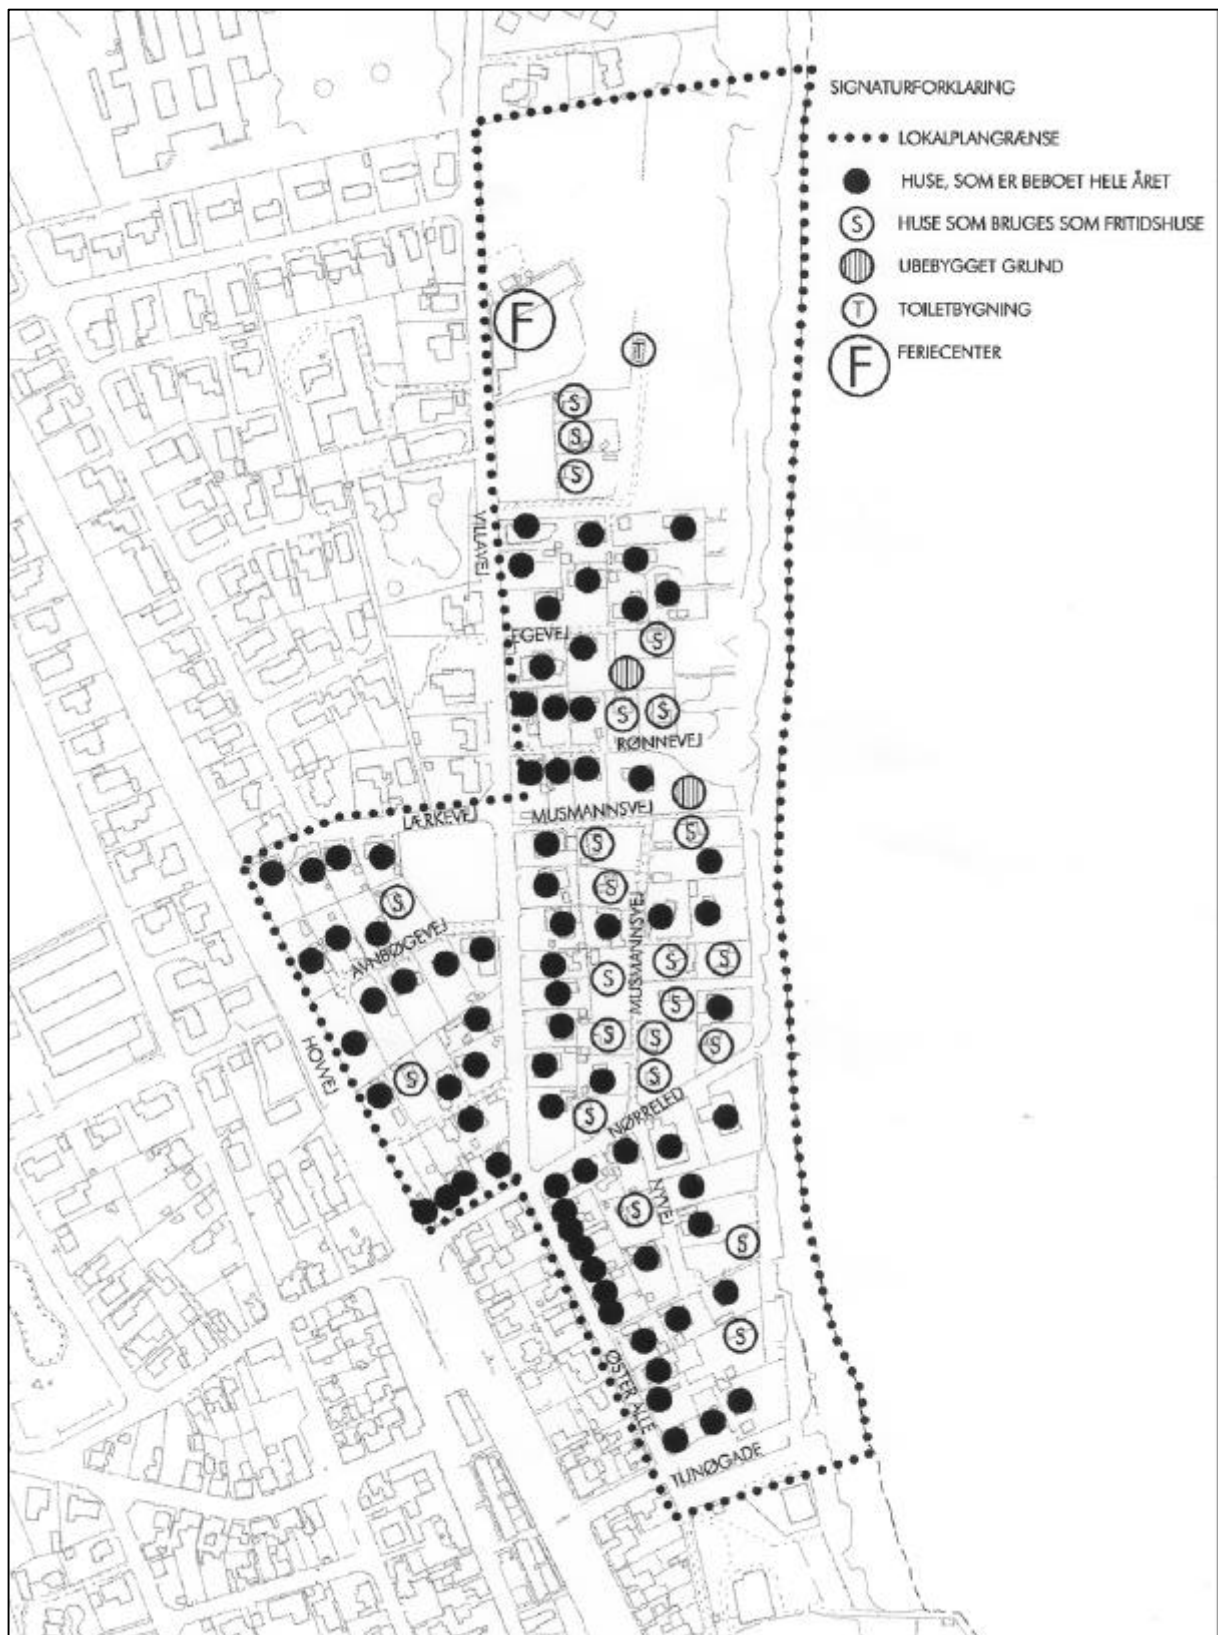 SIGNATURFORKLARING
LOKALPLANGRÆNSE
HUSE, SOM ER BEBOET HELE ÅRET
S HUSE SOM BRUGES SOM FRITIDSHUSE
UBEBYGGET GRUND
T TOILETBYGNING
F FERIECENTER
F
T
S
S
S
VILLAVEJ
EGEVEJ
S
S
S
RØNNEVEJ
MUSMANNSVEJ
LÆRKEVEJ
S
S
S
S
AVNBØGEVEJ
MUSMANNSVEJ
S
S
S
S
S
S
S
HOVVEJ
S
S
S
NØRRELED
NYVEJ
S
S
S
ØSTER ALLE
TUNØGADE